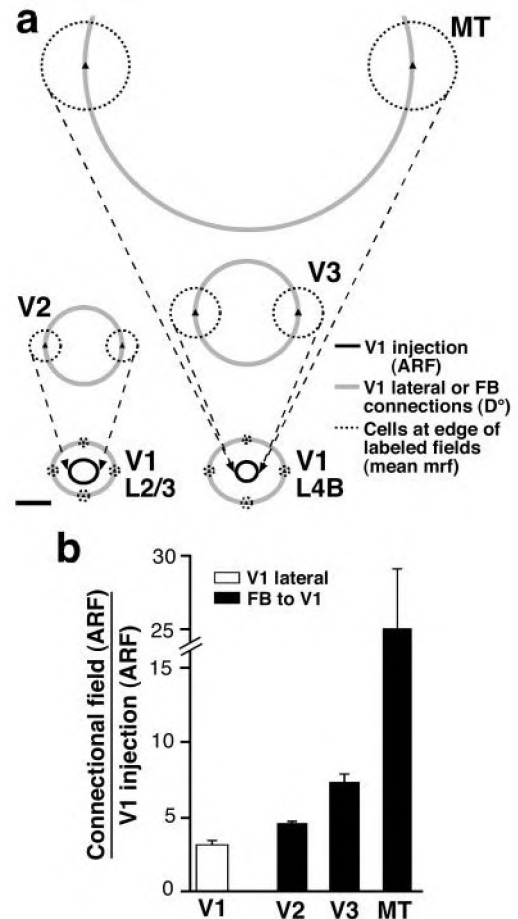 a
MT
V3
V2
V1
L2/3
V1
L4B
V1 injection
(ARF)
V1 lateral or FB
connections (D°)
Cells at edge of
labeled fields
(mean mrf)
b
Connectional field (ARF)
V1 injection (ARF)
V1 lateral
FB to V1
30
25
15
10
5
0
V1
V2
V3
MT